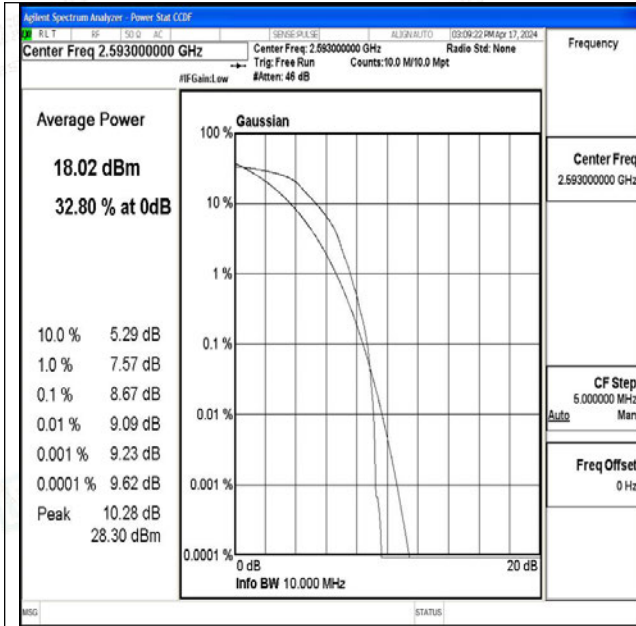 Agilent Spectrum Analyzer - Power Stat CCDF
RLT RF 50 Ω AC SENSE:PULSE ALIGNAUTO 03:09:22 PM Apr 17, 2024
Center Freq 2.593000000 GHz
Center Freq: 2.593000000 GHz Radio Std: None
Trig: Free Run Counts:10.0 M/10.0 Mpt
#IFGain:Low #Atten: 46 dB
Frequency
Average Power
18.02 dBm
32.80 % at 0dB
10.0 % 5.29 dB
1.0 % 7.57 dB
0.1 % 8.67 dB
0.01 % 9.09 dB
0.001 % 9.23 dB
0.0001 % 9.62 dB
Peak 10.28 dB
28.30 dBm
Gaussian
100 %
10 %
1 %
0.1 %
0.01 %
0.001 %
0.0001 %
0 dB 20 dB
Info BW 10.000 MHz
Center Freq
2.593000000 GHz
CF Step
5.000000 MHz
Auto Man
Freq Offset
0 Hz
MSG STATUS